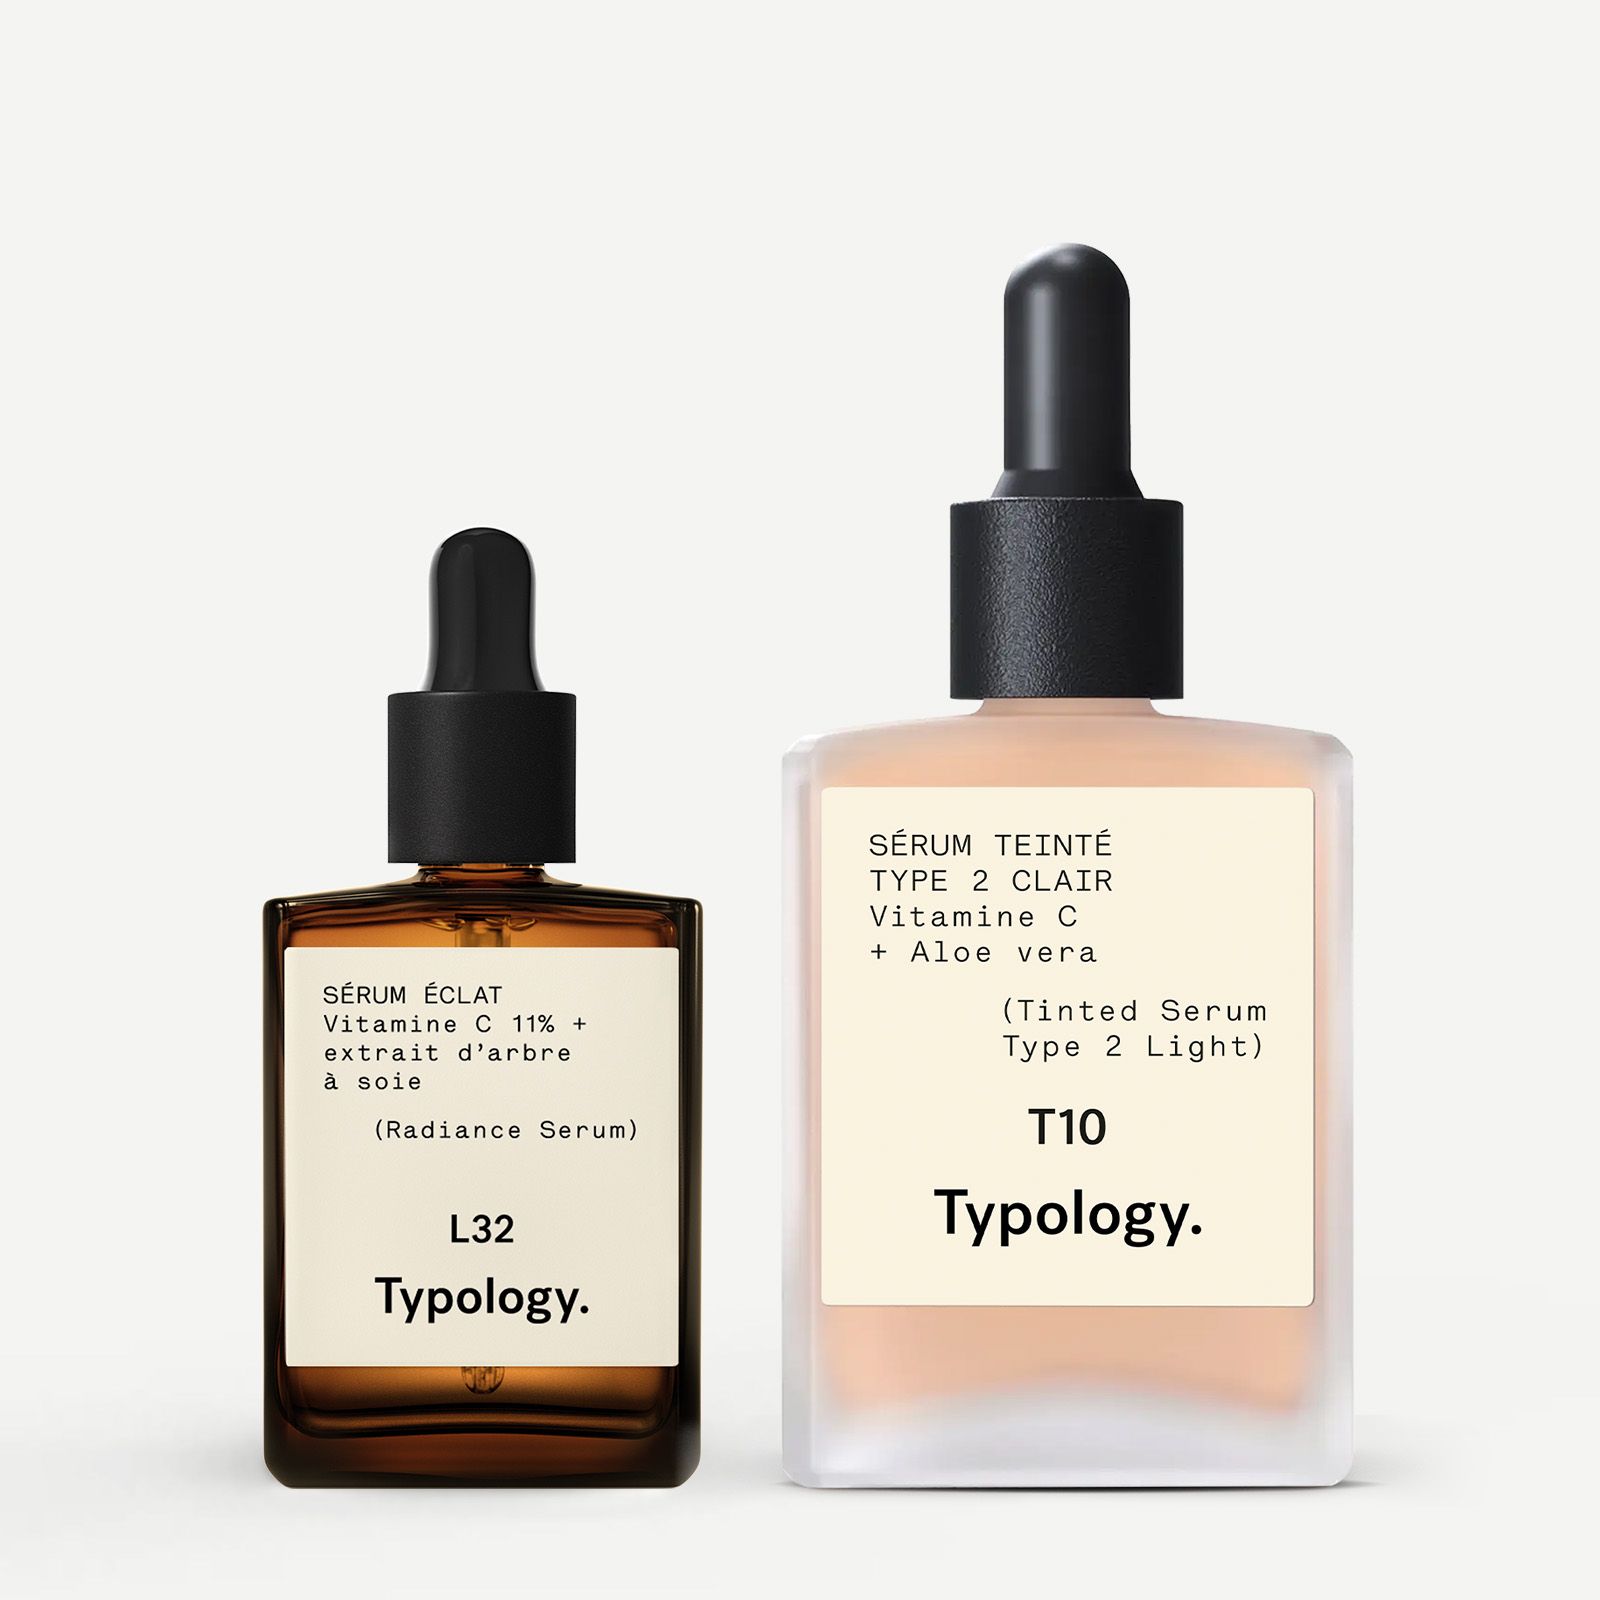 SÉRUM ÉCLAT
Vitamine C 11% +
extrait d’arbre
à soie
(Radiance Serum)
L32
Typology.
SÉRUM TEINTÉ
TYPE 2 CLAIR
Vitamine C
+ Aloe vera
(Tinted Serum
Type 2 Light)
T10
Typology.